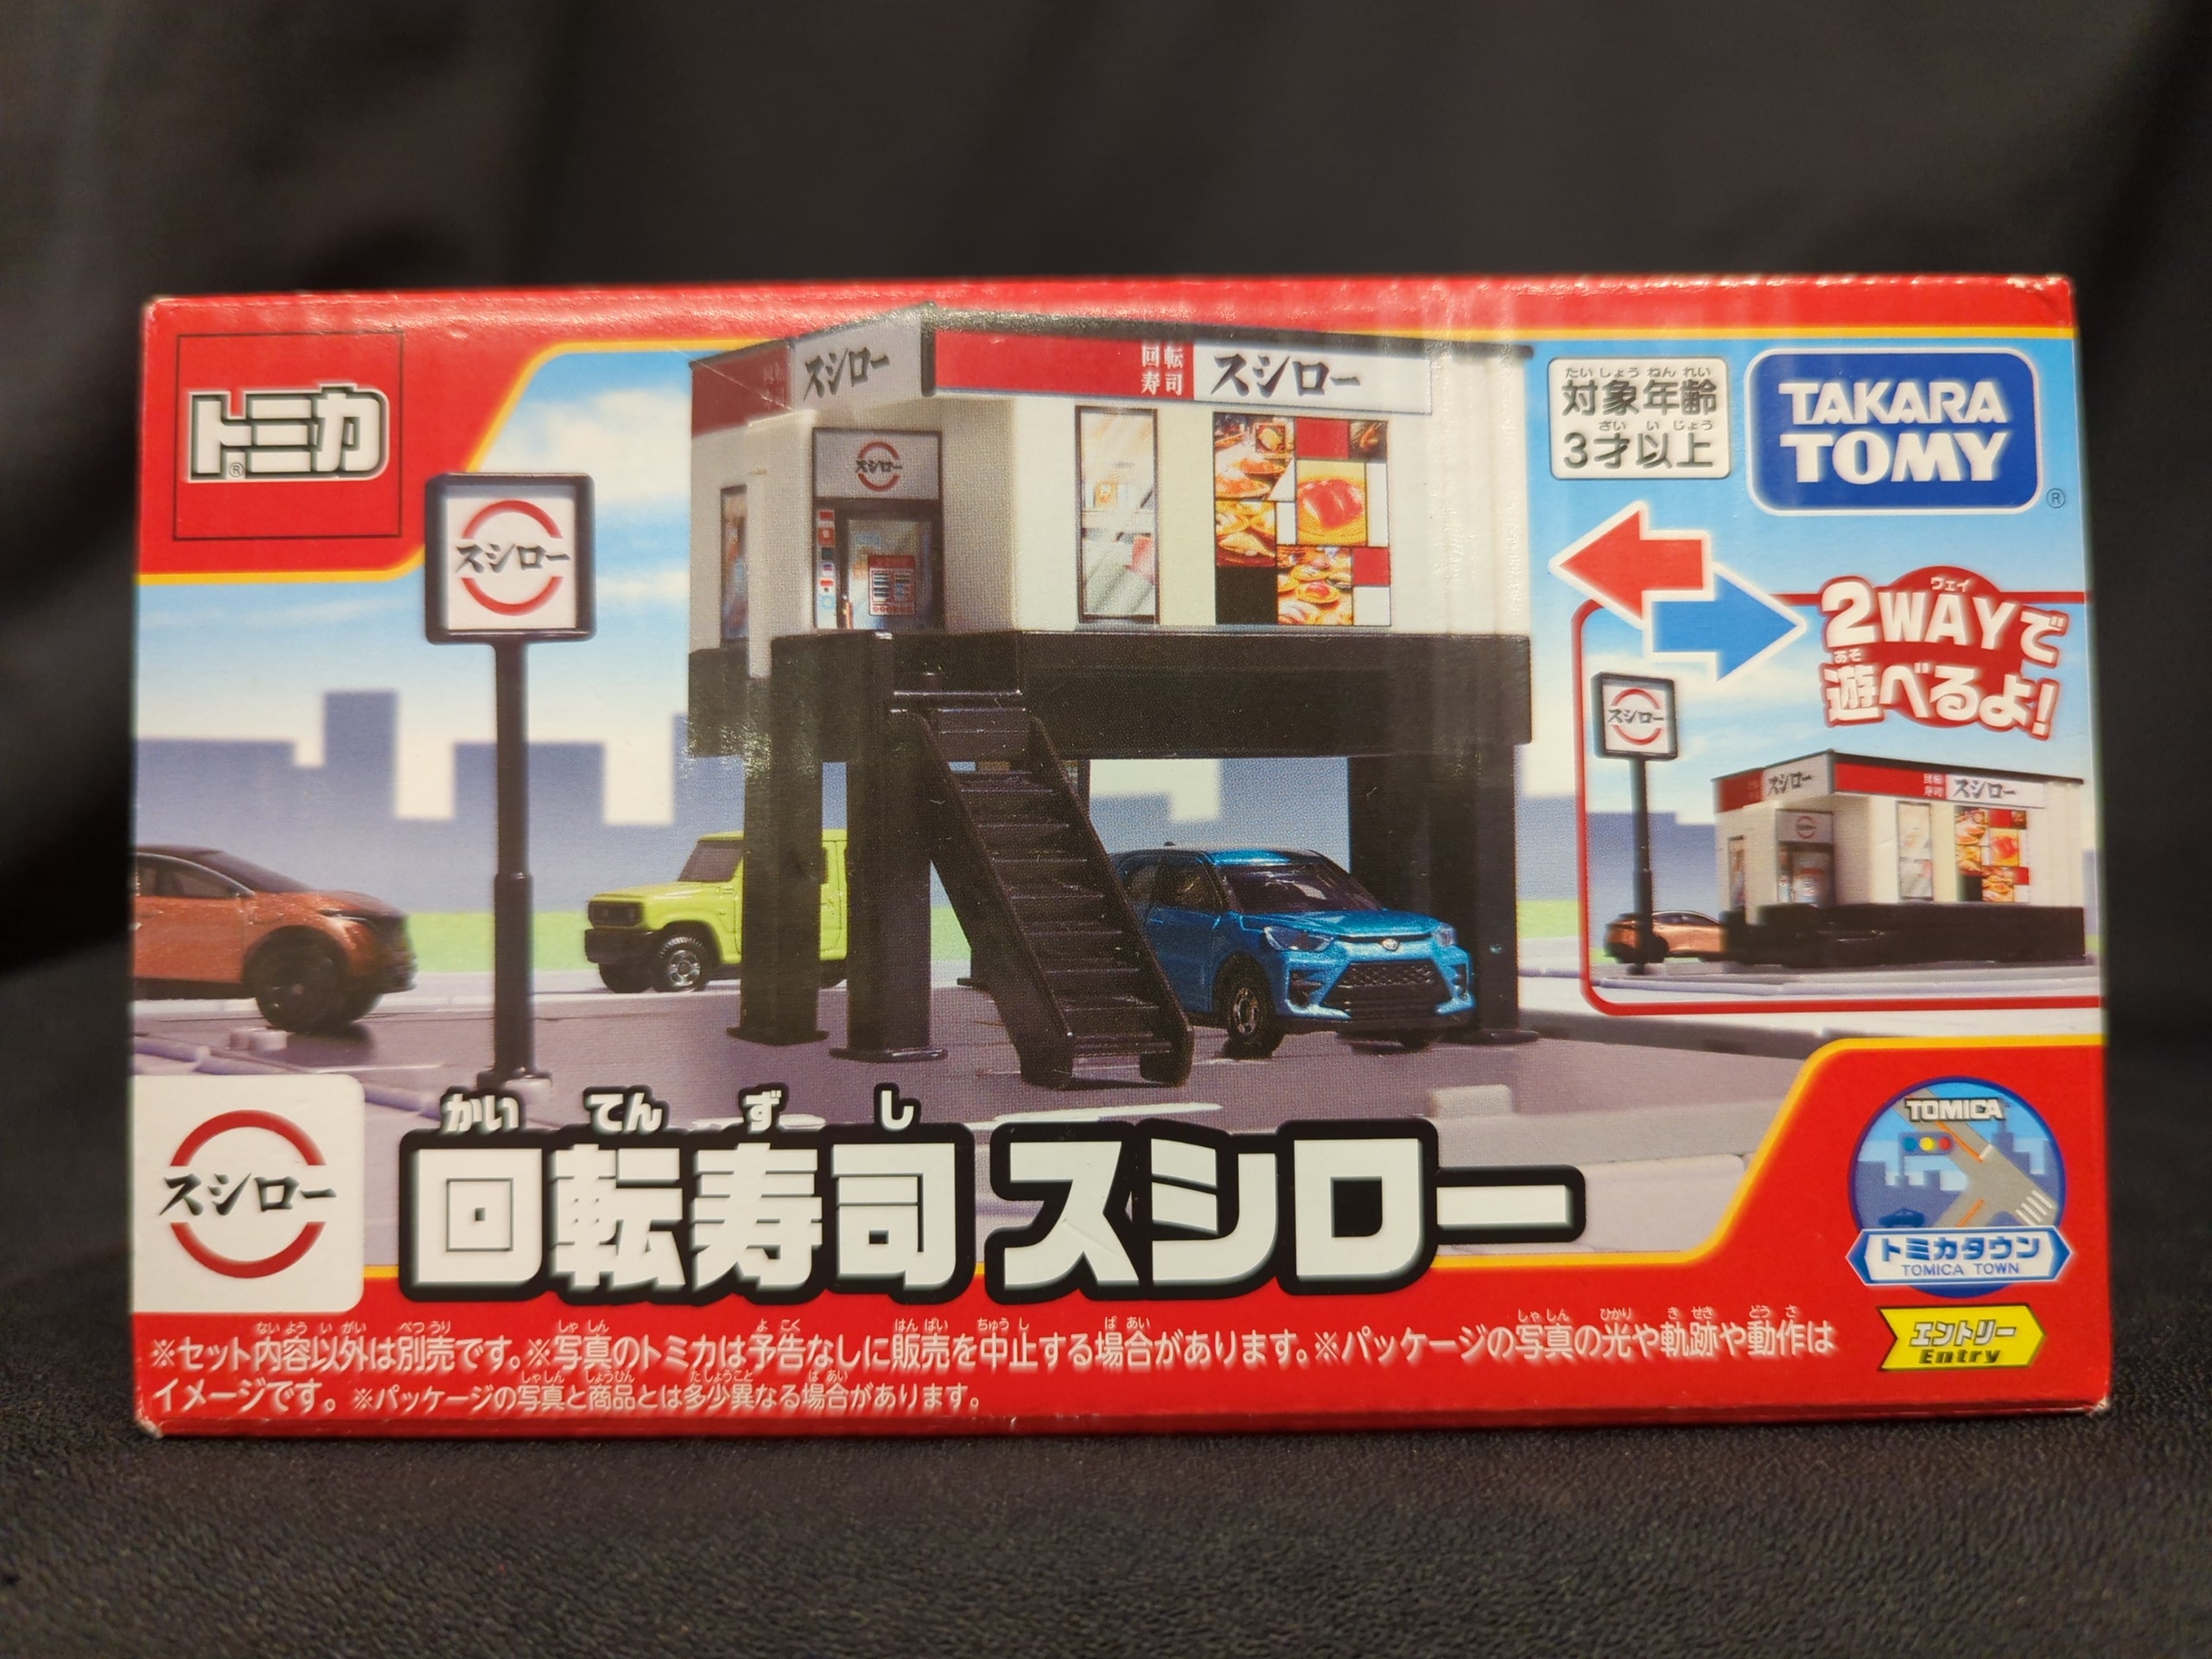 トミカ
スシロー
回転寿司 スシロー
スシロー
スシロー
たいしょうねんれい
対象年齢
さいいじょう
3才以上
TAKARA
TOMY
ヴェイ
2WAYで
あそ
遊べるよ!
スシロー
スシロー
回転寿司 スシロー
かい てん ず し
回転寿司 スシロー
スシロー
TOMICA
トミカタウン
TOMICA TOWN
エントリー
Entry
ないようい がい べつうり しゃしん よこく はんばい ちゅうし ばあい しゃしん ひかり きせき どうさ
※セット内容以外は別売です。※写真のトミカは予告なしに販売を中止する場合があります。※パッケージの写真の光や軌跡や動作は
しゃしん しょうひん たしょうこと ばあい
イメージです。※パッケージの写真と商品とは多少異なる場合があります。